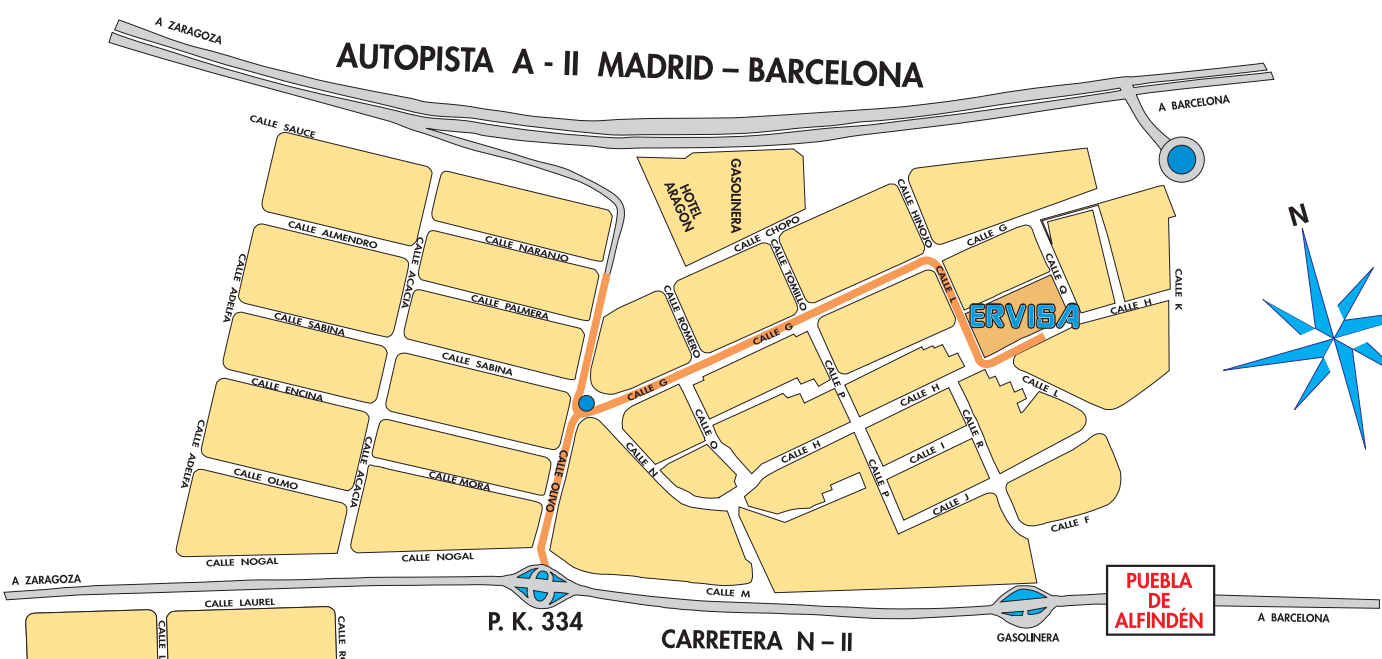 A ZARAGOZA
AUTOPISTA A - II MADRID – BARCELONA
A BARCELONA
CALLE SAUCE
HOTEL
ARAGON
GASOLINERA
CALLE CHOPO
CALLE HINOJO
CALLE G
N
CALLE ALMENDRO
CALLE NARANJO
CALLE ACACIA
CALLE ADELFA
CALLE TOMILLO
CALLE L
CALLE Q
CALLE K
CALLE PALMERA
CALLE ROMERO
ERVISA
CALLE H
CALLE SABINA
CALLE G
CALLE SABINA
CALLE ENCINA
CALLE G
CALLE P
CALLE H
CALLE L
CALLE ADELFA
CALLE ACACIA
CALLE O
CALLE R
CALLE N
CALLE H
CALLE I
CALLE OLMO
CALLE MORA
CALLE OLIVO
CALLE P
CALLE J
CALLE F
CALLE NOGAL
CALLE NOGAL
A ZARAGOZA
CALLE LAUREL
CALLE M
P. K. 334
CARRETERA N – II
GASOLINERA
PUEBLA
DE
ALFINDÉN
A BARCELONA
CALLE
CALLE